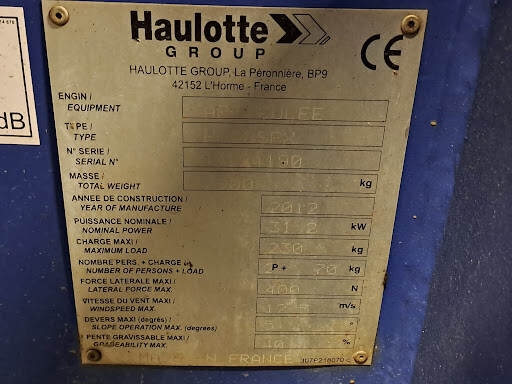 Haulotte
GROUP
CE
HAULOTTE GROUP, La Péronnière, BP9
42152 L'Horme - France
dB
ENGIN /
EQUIPMENT
TYPE /
TYPE
N° SERIE /
SERIAL N°
MASSE /
TOTAL WEIGHT kg
ANNEE DE CONSTRUCTION /
YEAR OF MANUFACTURE 2012
PUISSANCE NOMINALE /
NOMINAL POWER kW
CHARGE MAXI /
MAXIMUM LOAD 230 kg
NOMBRE PERS. + CHARGE /
NUMBER OF PERSONS + LOAD P + kg
FORCE LATERALE MAXI /
LATERAL FORCE MAX. 400 N
VITESSE DU VENT MAXI /
WINDSPEED MAX. m/s
DEVERS MAXI (degrés) /
SLOPE OPERATION MAX. (degrees) °
PENTE GRAVISSABLE MAXI /
GRADEABILITY MAX. %
IN FRANCE